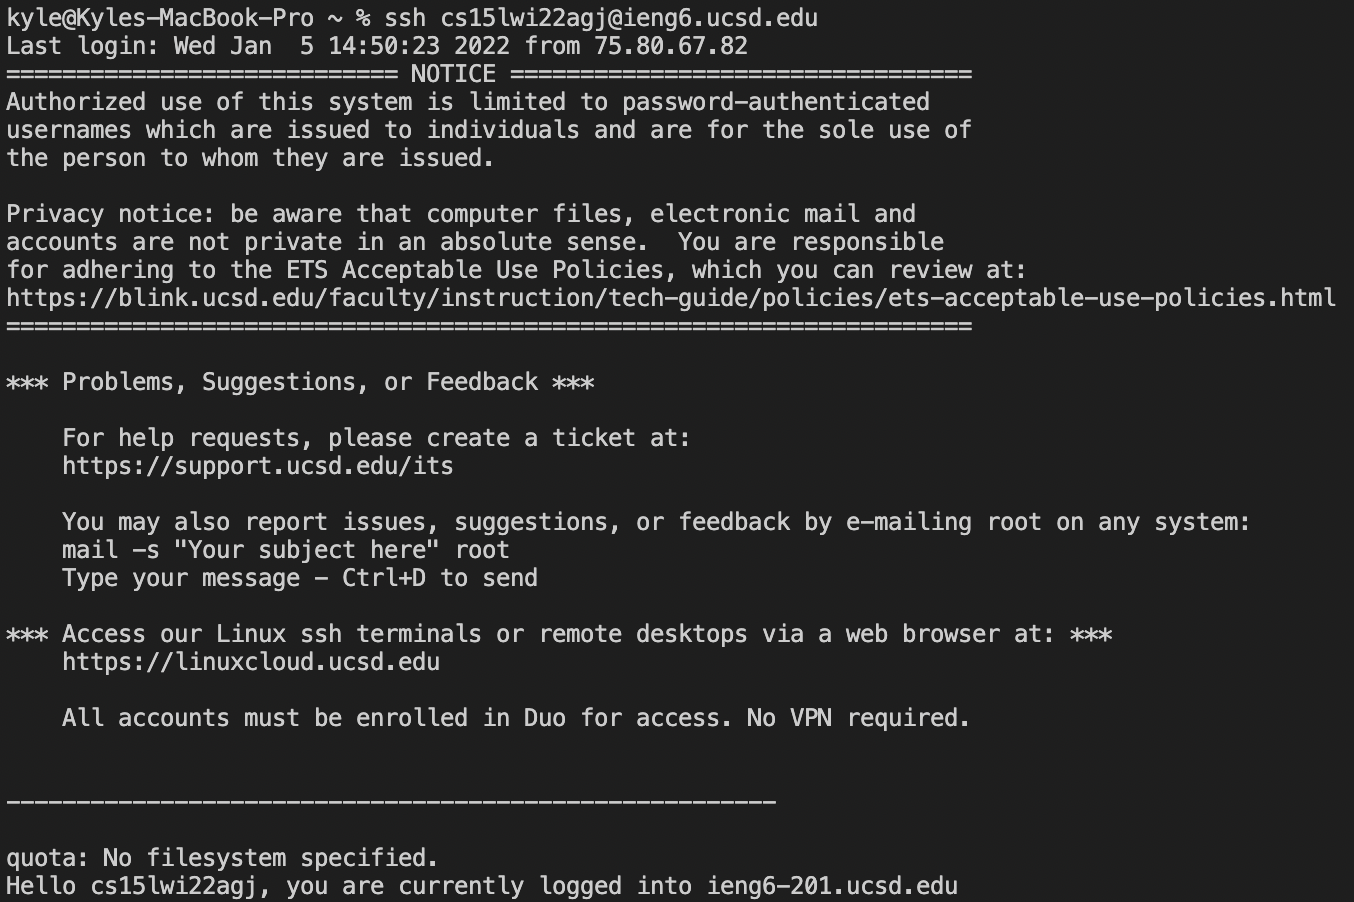 kyle@Kyles-MacBook-Pro ~ % ssh cs15lwi22agj@ieng6.ucsd.edu
Last login: Wed Jan  5 14:50:23 2022 from 75.80.67.82
============================ NOTICE =================================
Authorized use of this system is limited to password-authenticated
usernames which are issued to individuals and are for the sole use of
the person to whom they are issued.

Privacy notice: be aware that computer files, electronic mail and
accounts are not private in an absolute sense.  You are responsible
for adhering to the ETS Acceptable Use Policies, which you can review at:
https://blink.ucsd.edu/faculty/instruction/tech-guide/policies/ets-acceptable-use-policies.html
=====================================================================

*** Problems, Suggestions, or Feedback ***

    For help requests, please create a ticket at:
    https://support.ucsd.edu/its

    You may also report issues, suggestions, or feedback by e-mailing root on any system:
    mail -s "Your subject here" root
    Type your message - Ctrl+D to send

*** Access our Linux ssh terminals or remote desktops via a web browser at: ***
    https://linuxcloud.ucsd.edu

    All accounts must be enrolled in Duo for access. No VPN required.


-------------------------------------------------------

quota: No filesystem specified.
Hello cs15lwi22agj, you are currently logged into ieng6-201.ucsd.edu